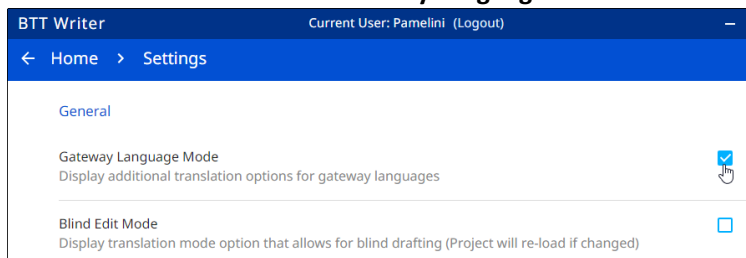 BTT Writer Current User: Pamelini (Logout)
← Home > Settings
General
Gateway Language Mode
Display additional translation options for gateway languages
Blind Edit Mode
Display translation mode option that allows for blind drafting (Project will re-load if changed)